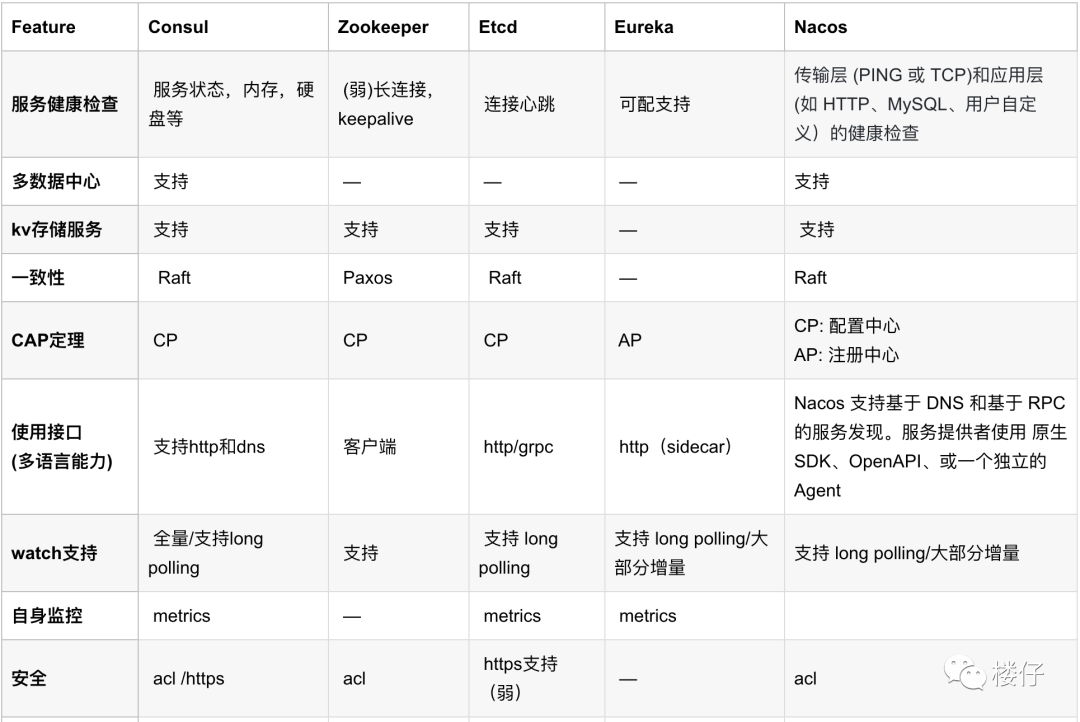 Feature Consul Zookeeper Etcd Eureka Nacos
服务健康检查
服务状态，内存，硬
盘等
(弱)长连接，
keepalive
连接心跳
可配支持
传输层 (PING 或 TCP)和应用层
(如 HTTP、MySQL、用户自定
义）的健康检查
多数据中心 支持 — — — 支持
kv存储服务 支持 支持 支持 — 支持
一致性 Raft Paxos Raft — Raft
CAP定理 CP CP CP AP
CP: 配置中心
AP: 注册中心
使用接口
(多语言能力)
支持http和dns
客户端
http/grpc
http（sidecar）
Nacos 支持基于 DNS 和基于 RPC
的服务发现。服务提供者使用 原生
SDK、OpenAPI、或一个独立的
Agent
watch支持
全量/支持long
polling
支持
支持 long
polling
支持 long polling/大
部分增量
支持 long polling/大部分增量
自身监控 metrics — metrics metrics
安全
acl /https
acl
https支持
（弱）
—
acl
楼仔